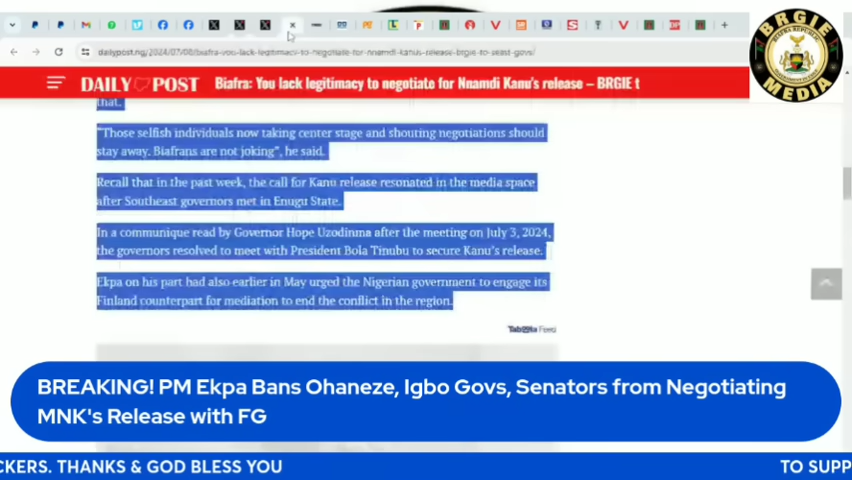 dailypost.ng/2024/07/08/biafra-you-lack-legitimacy-to-negotiate-for-nnamdi-kanus-release-brgie-to-seast-govs/
BRGIE
MEDIA
DAILY POST
Biafra: You lack legitimacy to negotiate for Nnamdi Kanu's release – BRGIE t
that.
“Those selfish individuals now taking center stage and shouting negotiations should
stay away. Biafrans are not joking”, he said.
Recall that in the past week, the call for Kanu release resonated in the media space
after Southeast governors met in Enugu State.
In a communique read by Governor Hope Uzodinma after the meeting on July 3, 2024,
the governors resolved to meet with President Bola Tinubu to secure Kanu’s release.
Ekpa on his part had also earlier in May urged the Nigerian government to engage its
Finland counterpart for mediation to end the conflict in the region.
Taboola Feed
BREAKING! PM Ekpa Bans Ohaneze, Igbo Govs, Senators from Negotiating
MNK's Release with FG
CKERS. THANKS & GOD BLESS YOU
TO SUPP